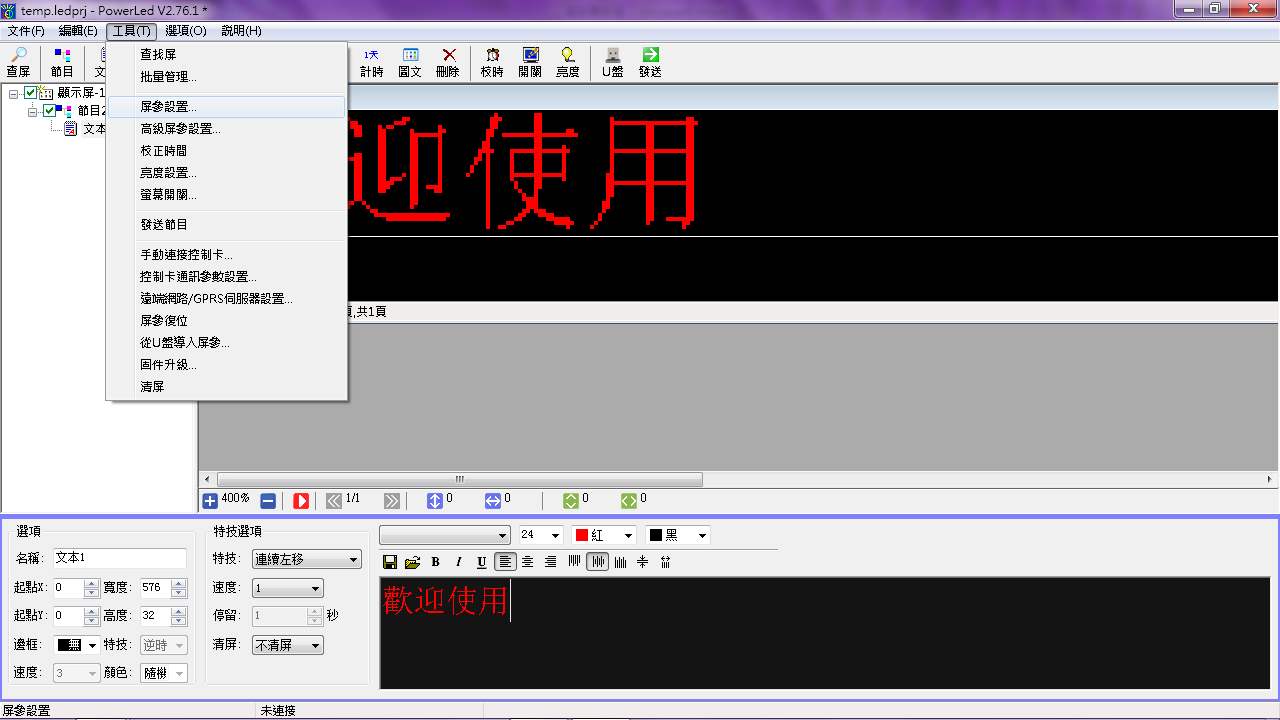 temp.ledprj - PowerLed V2.76.1 *
文件(F) 編輯(E) 工具(T) 選項(O) 說明(H)
查屏 節目 文 計時 圖文 刪除 校時 開關 亮度 U盤 發送
1天
查找屏
批量管理...
屏參設置...
高級屏參設置...
校正時間
亮度設置...
螢幕開關...
發送節目
手動連接控制卡...
控制卡通訊參數設置...
遠端網路/GPRS伺服器設置...
屏參復位
從U盤導入屏參...
固件升級...
清屏
顯示屏-1
節目2
文本
迎使用
頁,共1頁
400% 1/1 0 0 0 0
選項
名稱: 文本1
起點X: 0 寬度: 576
起點Y: 0 高度: 32
邊框: 特技: 逆時
速度: 3 顏色: 隨機
特技選項
特技: 連續左移
速度: 1
停留: 1 秒
清屏: 不清屏
24 紅 黑
B I U
歡迎使用
屏參設置 未連接